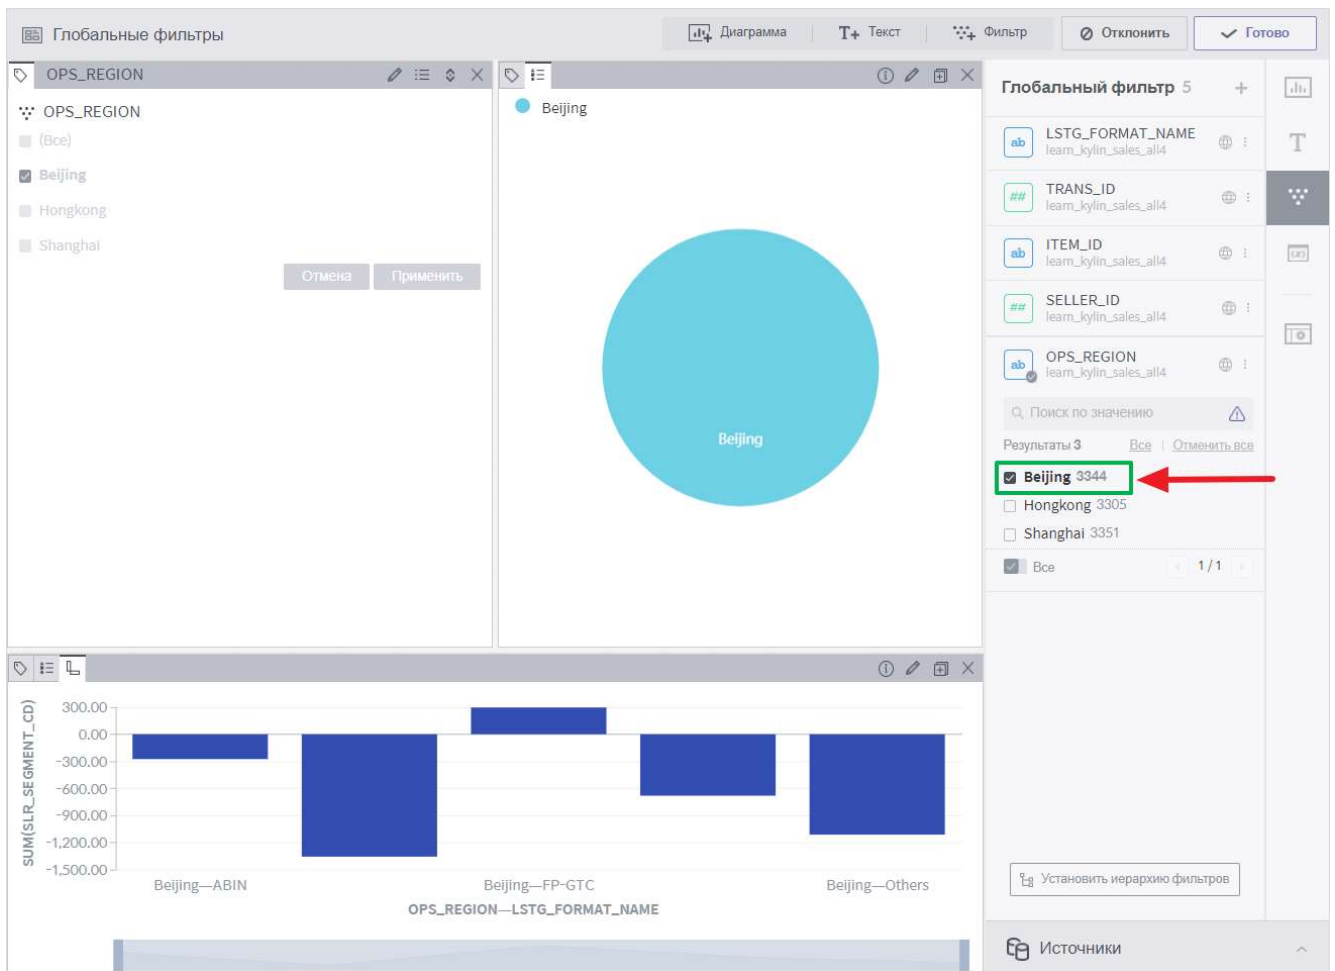 Глобальные фильтры
Диаграмма
T+ Текст
Фильтр
Отклонить
Готово
OPS_REGION
OPS_REGION
(Все)
Beijing
Hongkong
Shanghai
Отмена
Применить
Beijing
Beijing
Глобальный фильтр 5
ab LSTG_FORMAT_NAME
learn_kylin_sales_all4
## TRANS_ID
learn_kylin_sales_all4
ab ITEM_ID
learn_kylin_sales_all4
## SELLER_ID
learn_kylin_sales_all4
ab OPS_REGION
learn_kylin_sales_all4
Поиск по значению
Результаты 3 Все | Отменить все
Beijing 3344
Hongkong 3305
Shanghai 3351
Все 1 / 1
Установить иерархию фильтров
Источники
T
(x)
SUM(SLR_SEGMENT_CD)
300.00
0.00
-300.00
-600.00
-900.00
-1,200.00
-1,500.00
Beijing—ABIN
Beijing—FP-GTC
Beijing—Others
OPS_REGION—LSTG_FORMAT_NAME